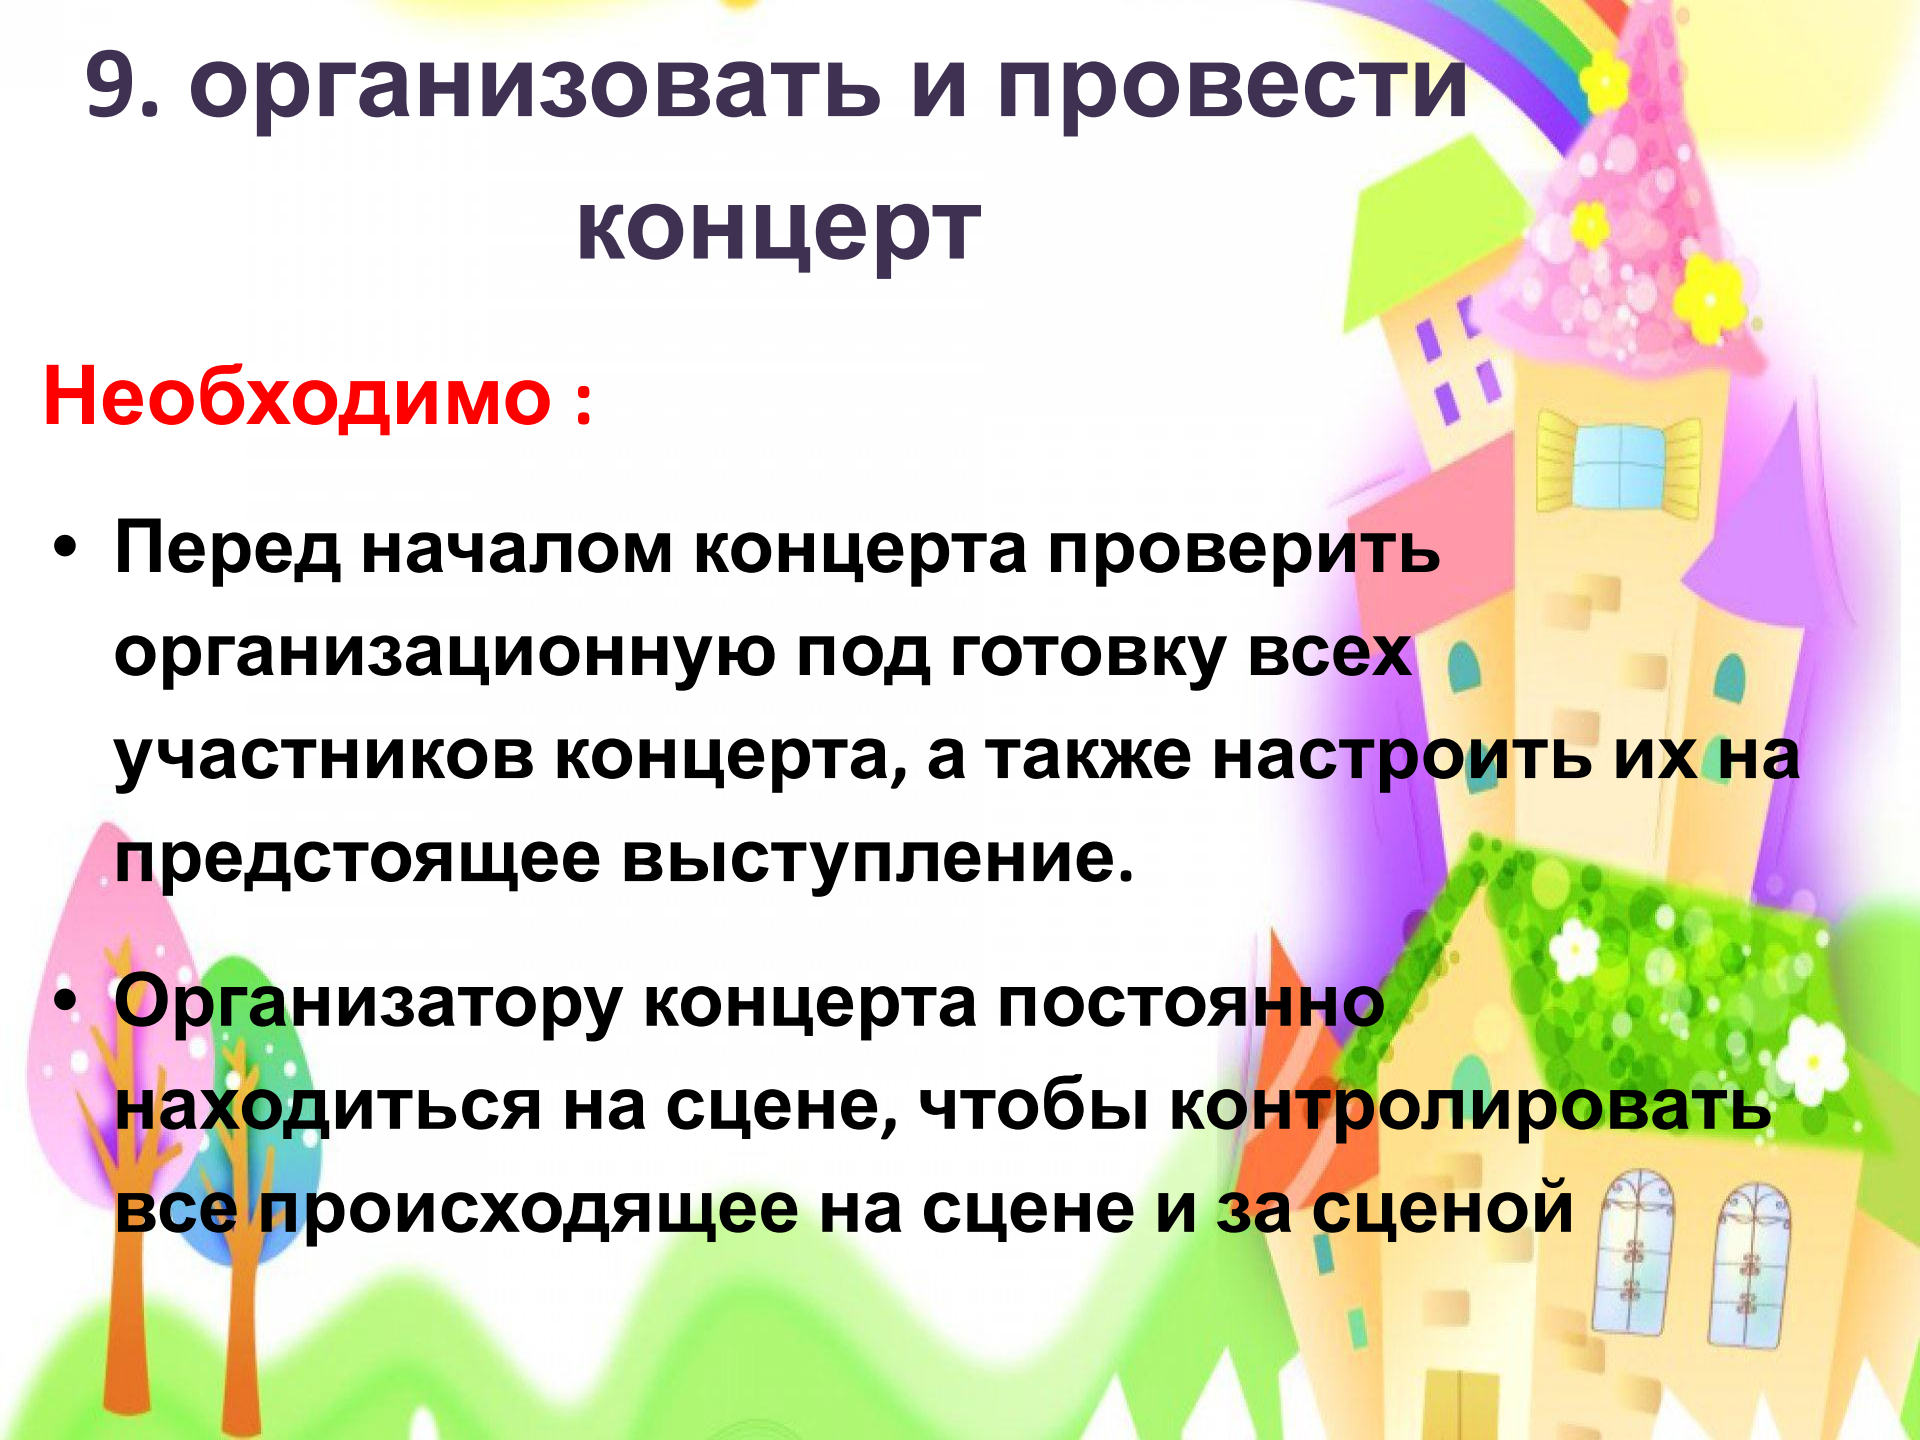 9. организовать и провести
концерт
Необходимо :
• Перед началом концерта проверить
организационную под готовку всех
участников концерта, а также настроить их на
предстоящее выступление.
• Организатору концерта постоянно
находиться на сцене, чтобы контролировать
все происходящее на сцене и за сценой